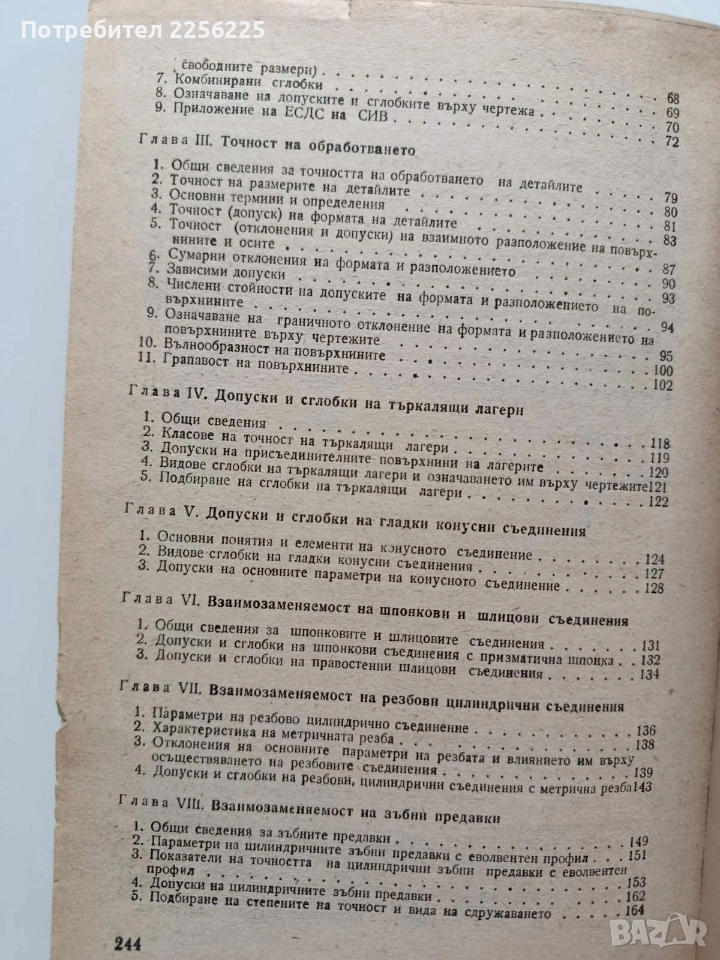 Потребител 2256225
свободните размери) . . . . . . . . . . 68
7. Комбинирани сглобки . . . . . . . . . . 69
8. Означаване на допуските и сглобките върху чертежа . . . . 70
9. Приложение на ЕСДС на СИВ . . . . . . . . . . 72
Глава III. Точност на обработването
1. Общи сведения за точността на обработването на детайлите . . . . 79
2. Точност на размерите на детайлите . . . . . . . . 80
3. Основни термини и определения . . . . . . . . 81
4. Точност (допуск) на формата на детайлите . . . . . . 83
5. Точност (отклонения и допуски) на взаимното разположение на повърх-
нините и осите . . . . . . . . . . 87
6. Сумарни отклонения на формата и разположението . . . . 90
7. Зависими допуски . . . . . . . . . . 93
8. Числени стойности на допуските на формата и разположението на по-
върхнините . . . . . . . . . . 94
9. Означаване на граничното отклонение на формата и разположението на
повърхнините върху чертежите . . . . . . . . 95
10. Вълнообразност на повърхнините . . . . . . . . 100
11. Грапавост на повърхнините . . . . . . . . 102
Глава IV. Допуски и сглобки на търкалящи лагери
1. Общи сведения . . . . . . . . . . 118
2. Класове на точност на търкалящи лагери . . . . . . 119
3. Допуски на присъединителните повърхнини на лагерите . . . . 120
4. Видове сглобки на търкалящи лагери и означаването им върху чертежите 121
5. Подбиране на сглобки на търкалящи лагери . . . . . . 122
Глава V. Допуски и сглобки на гладки конусни съединения
1. Основни понятия и елементи на конусното съединение . . . . 124
2. Видове сглобки на гладки конусни съединения . . . . . . 127
3. Допуски на основните параметри на конусното съединение . . . . 128
Глава VI. Взаимозаменяемост на шпонкови и шлицови съединения
1. Общи сведения за шпонковите и шлицовите съединения . . . . 131
2. Допуски и сглобки на шпонкови съединения с призматична шпонка . . 132
3. Допуски и сглобки на правостенни шлицови съединения . . . . 134
Глава VII. Взаимозаменяемост на резбови цилиндрични съединения
1. Параметри на резбово цилиндрично съединение . . . . . . 136
2. Характеристика на метричната резба . . . . . . . . 138
3. Отклонения на основните параметри на резбата и влиянието им върху
осъществяването на резбовите съединения . . . . . . 139
4. Допуски и сглобки на резбови, цилиндрични съединения с метрична резба 143
Глава VIII. Взаимозаменяемост на зъбни предавки
1. Общи сведения за зъбните предавки . . . . . . . . 149
2. Параметри на цилиндричните зъбни предавки с еволвентен профил . . 151
3. Показатели на точността на цилиндрични зъбни предавки с еволвентен
профил . . . . . . . . . . 153
4. Допуски на цилиндричните зъбни предавки . . . . . . 162
5. Подбиране на степените на точност и вида на сдружаването . . . . 164
244
BAZAR